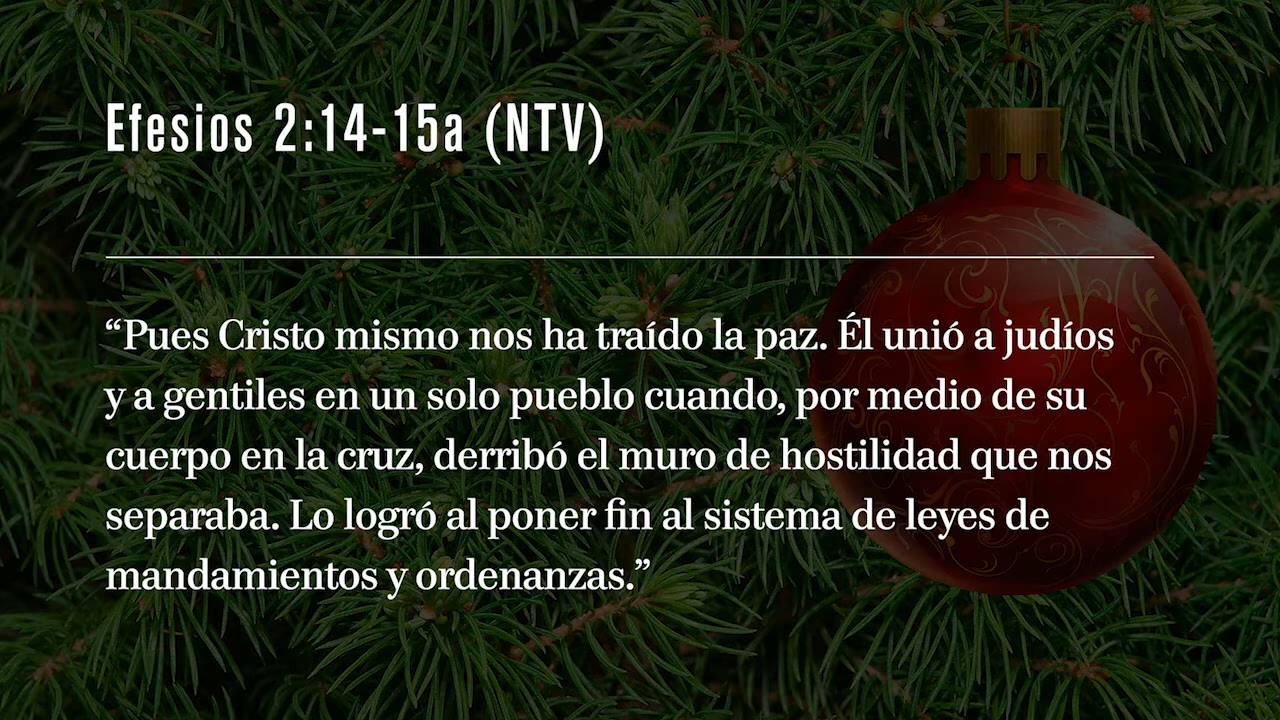 Efesios 2:14-15a (NTV)
“Pues Cristo mismo nos ha traído la paz. Él unió a judíos
y a gentiles en un solo pueblo cuando, por medio de su
cuerpo en la cruz, derribó el muro de hostilidad que nos
separaba. Lo logró al poner fin al sistema de leyes de
mandamientos y ordenanzas.”